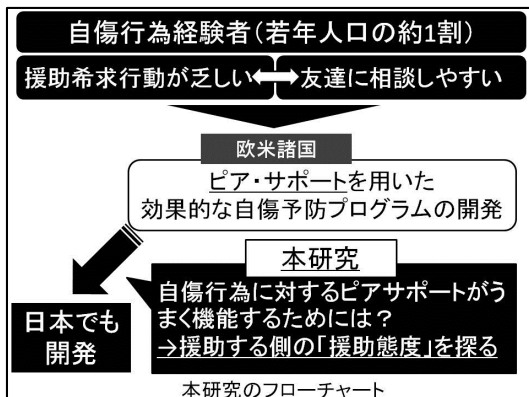 自傷行為経験者(若年人口の約1割)
援助希求行動が乏しい
友達に相談しやすい
欧米諸国
ピア・サポートを用いた
効果的な自傷予防プログラムの開発
本研究
自傷行為に対するピアサポートがう
まく機能するためには?
→援助する側の「援助態度」を探る
日本でも
開発
本研究のフローチャート